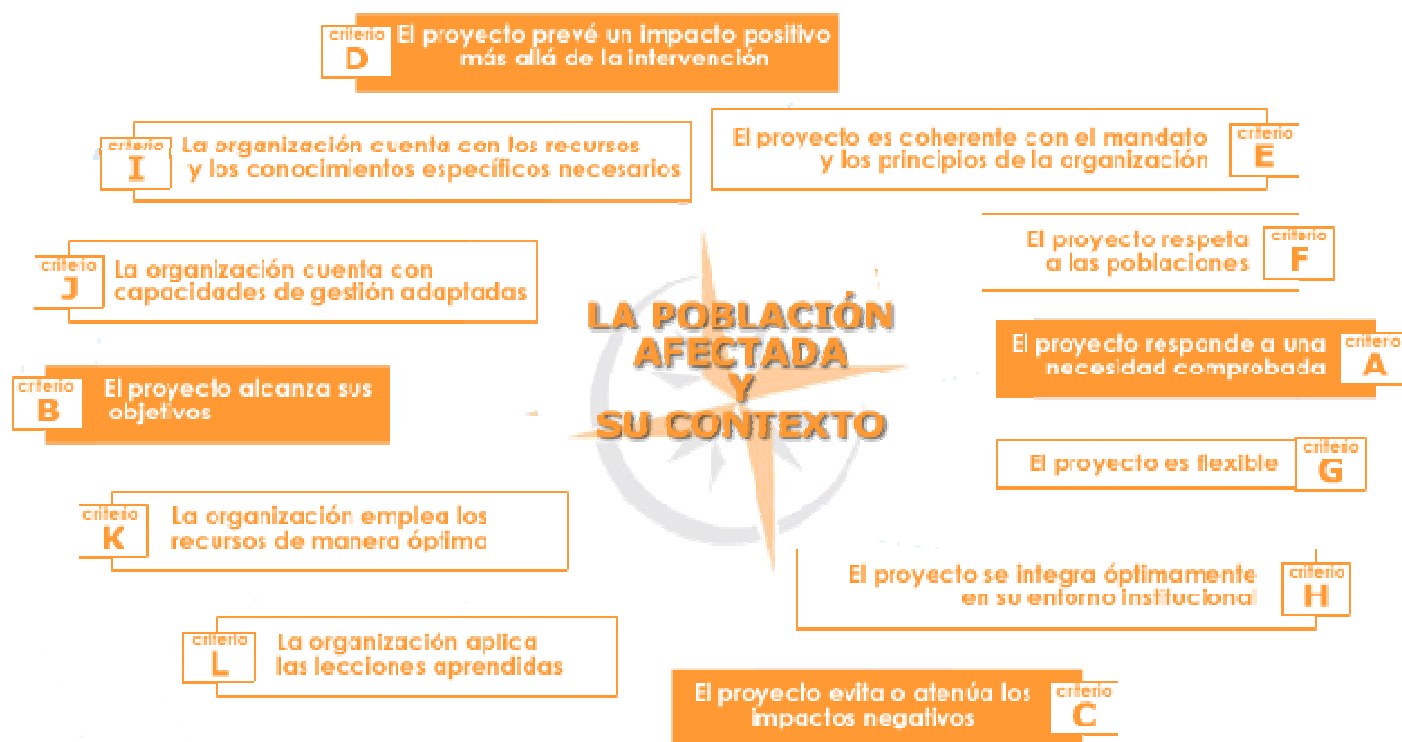 criterio
D
El proyecto prevé un impacto positivo
más allá de la intervención
criterio
I
La organización cuenta con los recursos
y los conocimientos específicos necesarios
El proyecto es coherente con el mandato
y los principios de la organización
criterio
E
El proyecto respeta
a las poblaciones
criterio
F
criterio
J
La organización cuenta con
capacidades de gestión adaptadas
LA POBLACIÓN
AFECTADA
Y
SU CONTEXTO
El proyecto responde a una
necesidad comprobada
criterio
A
criterio
B
El proyecto alcanza sus
objetivos
El proyecto es flexible
criterio
G
criterio
K
La organización emplea los
recursos de manera óptima
El proyecto se integra óptimamente
en su entorno institucional
criterio
H
criterio
L
La organización aplica
las lecciones aprendidas
El proyecto evita o atenúa los
impactos negativos
criterio
C